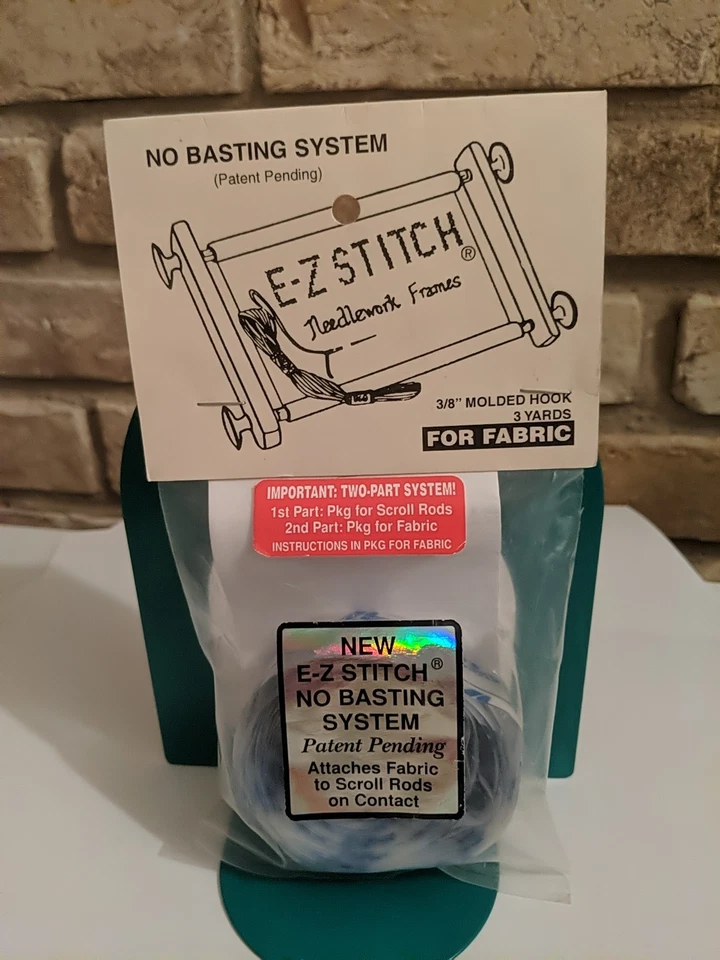 NO BASTING SYSTEM
(Patent Pending)
E-Z STITCH®
Needlework Frames
3/8" MOLDED HOOK
3 YARDS
FOR FABRIC
IMPORTANT: TWO-PART SYSTEM!
1st Part: Pkg for Scroll Rods
2nd Part: Pkg for Fabric
INSTRUCTIONS IN PKG FOR FABRIC
NEW
E-Z STITCH®
NO BASTING
SYSTEM
Patent Pending
Attaches Fabric
to Scroll Rods
on Contact